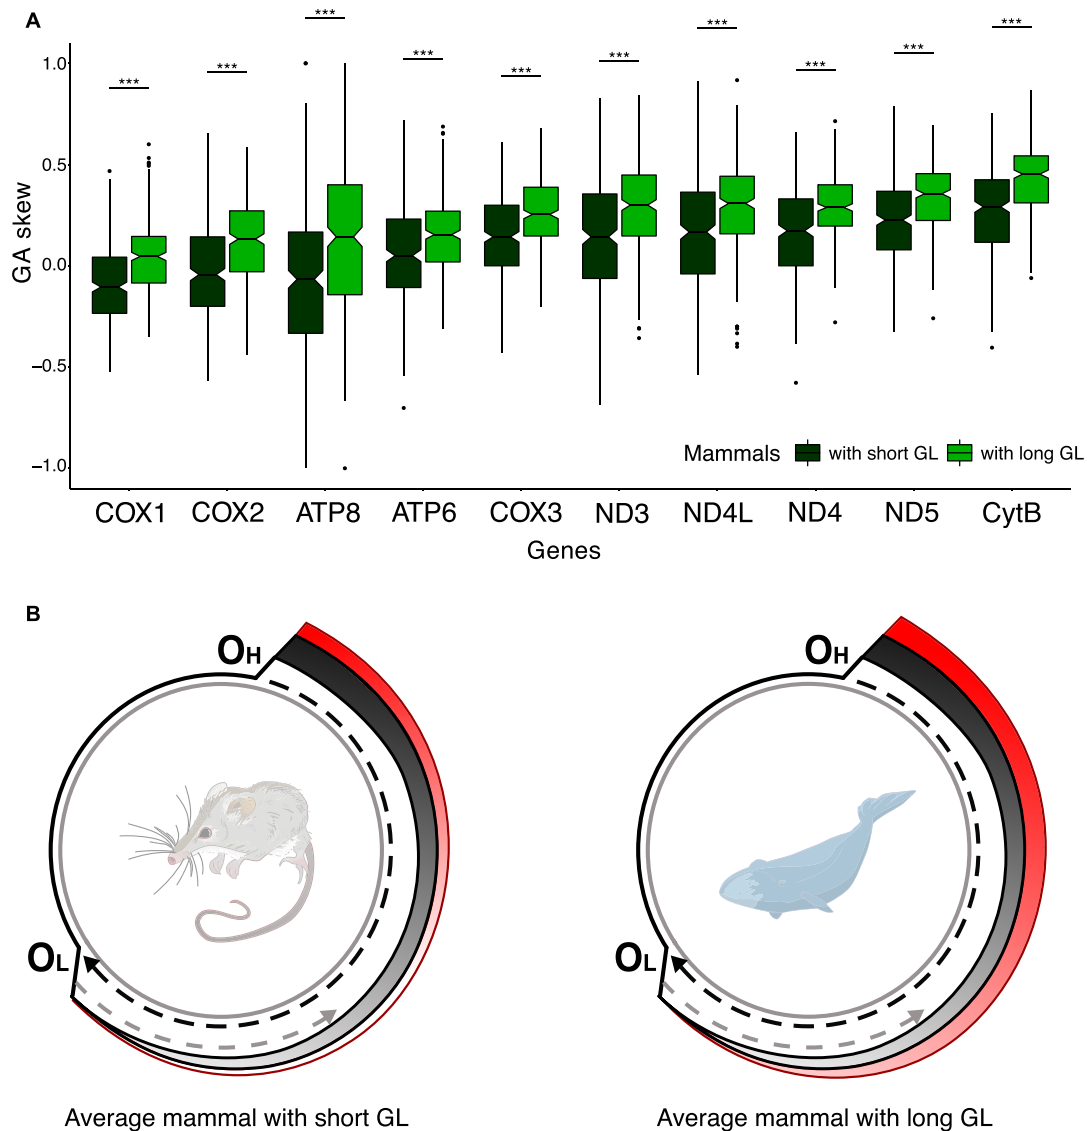 A
***
***
***
***
***
***
***
***
***
***
1.0
0.5
0.0
−0.5
−1.0
GA skew
Mammals with short GL with long GL
COX1 COX2 ATP8 ATP6 COX3 ND3 ND4L ND4 ND5 CytB
Genes
B
OH OH
OL OL
Average mammal with short GL Average mammal with long GL